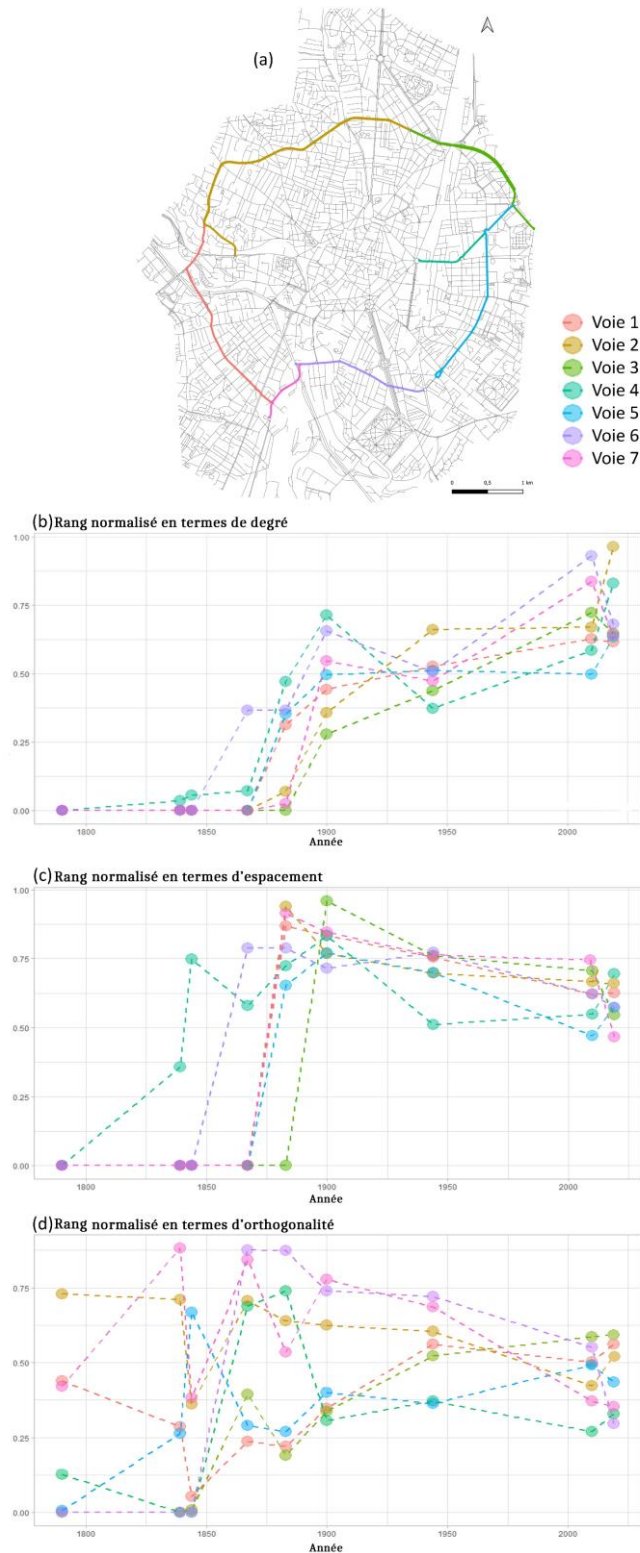 (a)
Voie 1
Voie 2
Voie 3
Voie 4
Voie 5
Voie 6
Voie 7
0 0,5 1 km
(b) Rang normalisé en termes de degré
1.00
0.75
0.50
0.25
0.00
1800 1850 1900 1950 2000
Année
(c) Rang normalisé en termes d'espacement
1.00
0.75
0.50
0.25
0.00
1800 1850 1900 1950 2000
Année
(d) Rang normalisé en termes d'orthogonalité
0.75
0.50
0.25
0.00
1800 1850 1900 1950 2000
Année